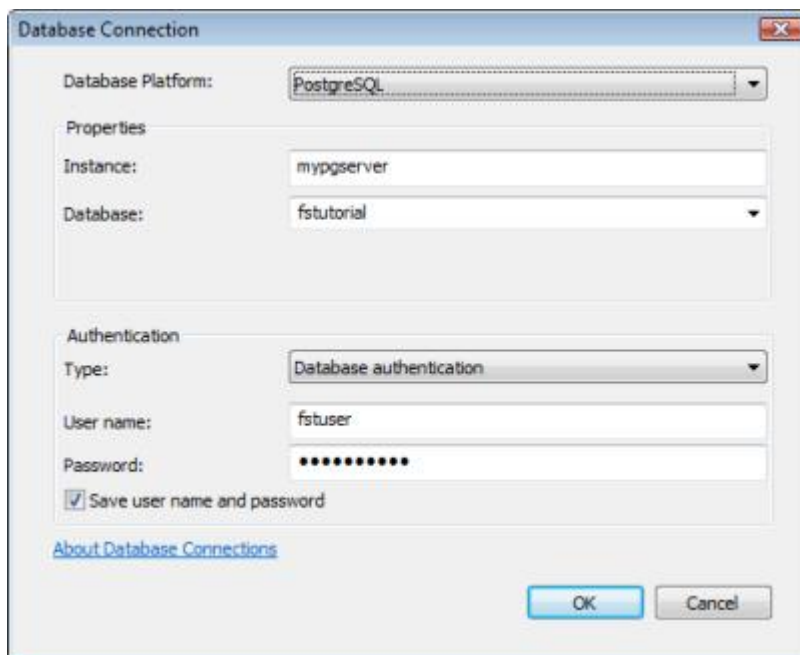 Database Connection
Database Platform: PostgreSQL
Properties
Instance: mypgserver
Database: fstutorial
Authentication
Type: Database authentication
User name: fstuser
Password: ••••••••••
Save user name and password
About Database Connections
OK Cancel